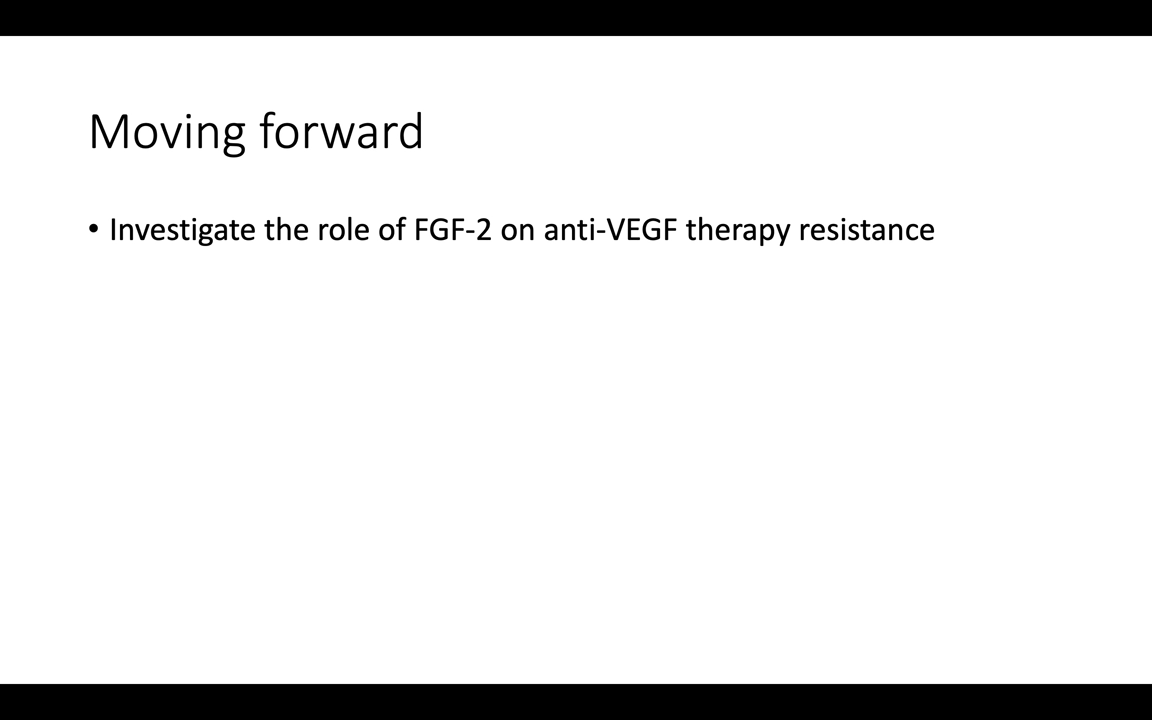 Moving forward
• Investigate the role of FGF-2 on anti-VEGF therapy resistance